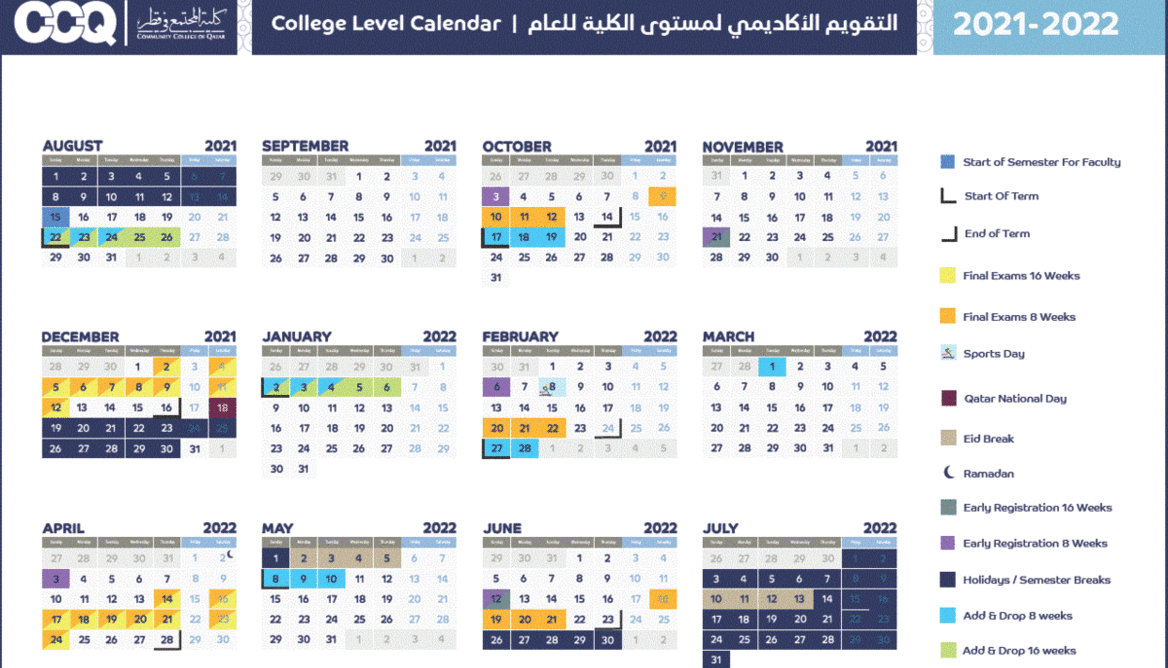 CCQ
كلية المجتمع في قطر
COMMUNITY COLLEGE OF QATAR
College Level Calendar | التقويم الأكاديمي لمستوى الكلية للعام
2021-2022
AUGUST 2021
Sunday Monday Tuesday Wednesday Thursday Friday Saturday
1 2 3 4 5 6 7
8 9 10 11 12 13 14
15 16 17 18 19 20 21
22 23 24 25 26 27 28
29 30 31 1 2 3 4
SEPTEMBER 2021
Sunday Monday Tuesday Wednesday Thursday Friday Saturday
29 30 31 1 2 3 4
5 6 7 8 9 10 11
12 13 14 15 16 17 18
19 20 21 22 23 24 25
26 27 28 29 30 1 2
OCTOBER 2021
Sunday Monday Tuesday Wednesday Thursday Friday Saturday
26 27 28 29 30 1 2
3 4 5 6 7 8 9
10 11 12 13 14 15 16
17 18 19 20 21 22 23
24 25 26 27 28 29 30
31
NOVEMBER 2021
Sunday Monday Tuesday Wednesday Thursday Friday Saturday
31 1 2 3 4 5 6
7 8 9 10 11 12 13
14 15 16 17 18 19 20
21 22 23 24 25 26 27
28 29 30 1 2 3 4
DECEMBER 2021
Sunday Monday Tuesday Wednesday Thursday Friday Saturday
28 29 30 1 2 3 4
5 6 7 8 9 10 11
12 13 14 15 16 17 18
19 20 21 22 23 24 25
26 27 28 29 30 31 1
JANUARY 2022
Sunday Monday Tuesday Wednesday Thursday Friday Saturday
26 27 28 29 30 31 1
2 3 4 5 6 7 8
9 10 11 12 13 14 15
16 17 18 19 20 21 22
23 24 25 26 27 28 29
30 31
FEBRUARY 2022
Sunday Monday Tuesday Wednesday Thursday Friday Saturday
30 31 1 2 3 4 5
6 7 8 9 10 11 12
13 14 15 16 17 18 19
20 21 22 23 24 25 26
27 28 1 2 3 4 5
MARCH 2022
Sunday Monday Tuesday Wednesday Thursday Friday Saturday
27 28 1 2 3 4 5
6 7 8 9 10 11 12
13 14 15 16 17 18 19
20 21 22 23 24 25 26
27 28 29 30 31 1 2
APRIL 2022
Sunday Monday Tuesday Wednesday Thursday Friday Saturday
27 28 29 30 31 1 2
3 4 5 6 7 8 9
10 11 12 13 14 15 16
17 18 19 20 21 22 23
24 25 26 27 28 29 30
MAY 2022
Sunday Monday Tuesday Wednesday Thursday Friday Saturday
1 2 3 4 5 6 7
8 9 10 11 12 13 14
15 16 17 18 19 20 21
22 23 24 25 26 27 28
29 30 31 1 2 3 4
JUNE 2022
Sunday Monday Tuesday Wednesday Thursday Friday Saturday
29 30 31 1 2 3 4
5 6 7 8 9 10 11
12 13 14 15 16 17 18
19 20 21 22 23 24 25
26 27 28 29 30 1 2
JULY 2022
Sunday Monday Tuesday Wednesday Thursday Friday Saturday
26 27 28 29 30 1 2
3 4 5 6 7 8 9
10 11 12 13 14 15 16
17 18 19 20 21 22 23
24 25 26 27 28 29 30
31
Start of Semester For Faculty
Start Of Term
End of Term
Final Exams 16 Weeks
Final Exams 8 Weeks
Sports Day
Qatar National Day
Eid Break
Ramadan
Early Registration 16 Weeks
Early Registration 8 Weeks
Holidays / Semester Breaks
Add & Drop 8 weeks
Add & Drop 16 weeks